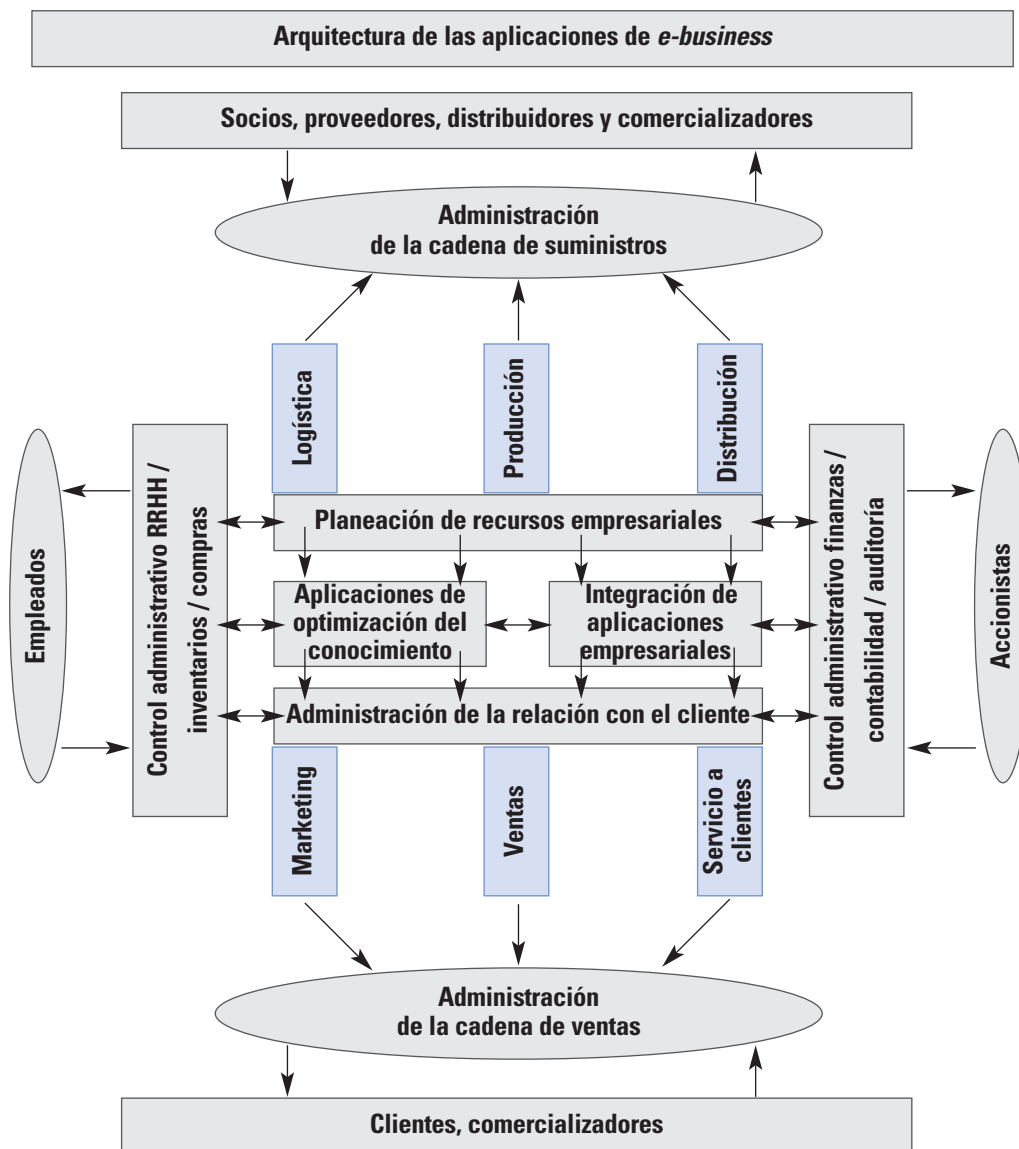 Arquitectura de las aplicaciones de e-business
Socios, proveedores, distribuidores y comercializadores
Administración
de la cadena de suministros
Logística
Producción
Distribución
Empleados
Control administrativo RRHH /
inventarios / compras
Planeación de recursos empresariales
Aplicaciones de
optimización del
conocimiento
Integración de
aplicaciones
empresariales
Administración de la relación con el cliente
Control administrativo finanzas /
contabilidad / auditoría
Accionistas
Marketing
Ventas
Servicio a
clientes
Administración
de la cadena de ventas
Clientes, comercializadores